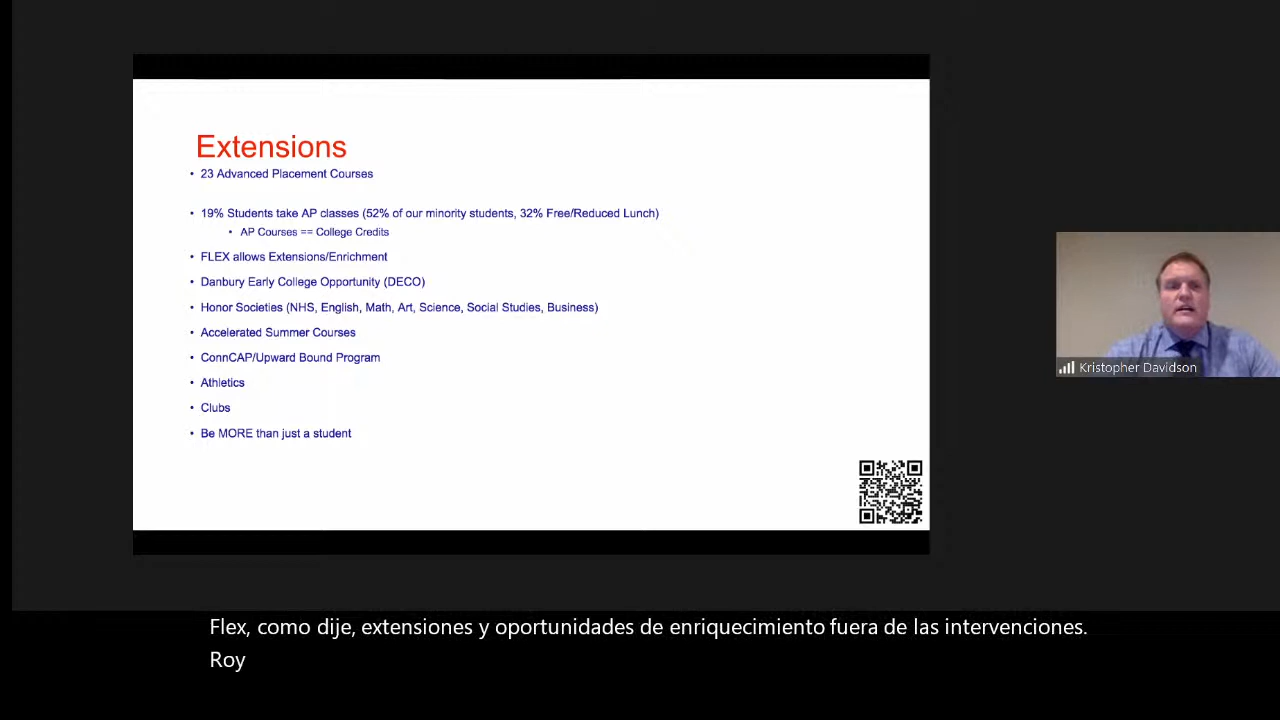 Extensions
• 23 Advanced Placement Courses
• 19% Students take AP classes (52% of our minority students, 32% Free/Reduced Lunch)
• AP Courses == College Credits
• FLEX allows Extensions/Enrichment
• Danbury Early College Opportunity (DECO)
• Honor Societies (NHS, English, Math, Art, Science, Social Studies, Business)
• Accelerated Summer Courses
• ConnCAP/Upward Bound Program
• Athletics
• Clubs
• Be MORE than just a student
Kristopher Davidson
Flex, como dije, extensiones y oportunidades de enriquecimiento fuera de las intervenciones.
Roy